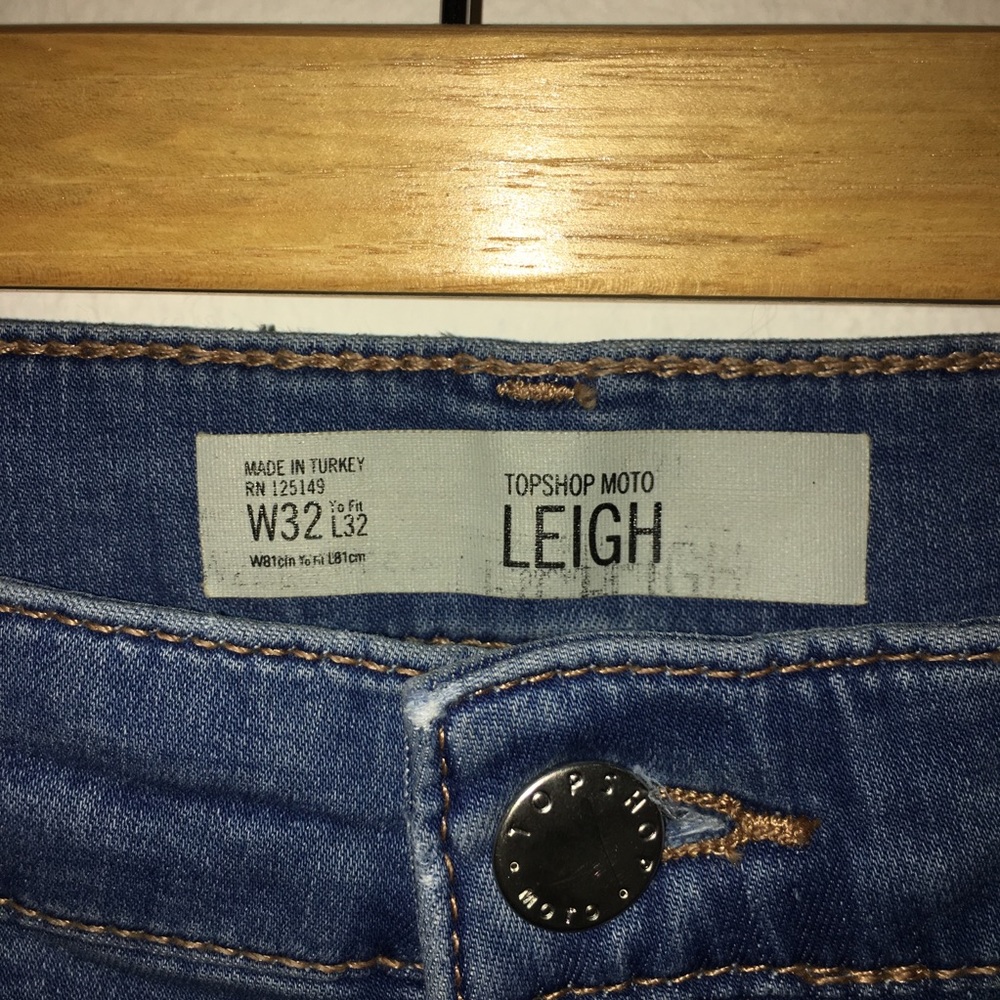 MADE IN TURKEY
RN 125149
W32 To Fit L32
W81cm To Fit L81cm
TOPSHOP MOTO
LEIGH
TOPSHOP
MOTO